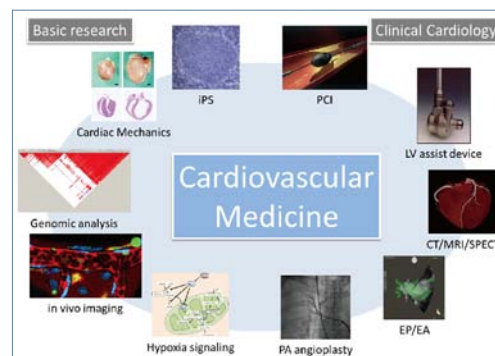 Basic research
Clinical Cardiology
iPS
PCI
Cardiac Mechanics
LV assist device
Cardiovascular
Medicine
Genomic analysis
CT/MRI/SPECT
in vivo imaging
EP/EA
Hypoxia signaling
PA angioplasty